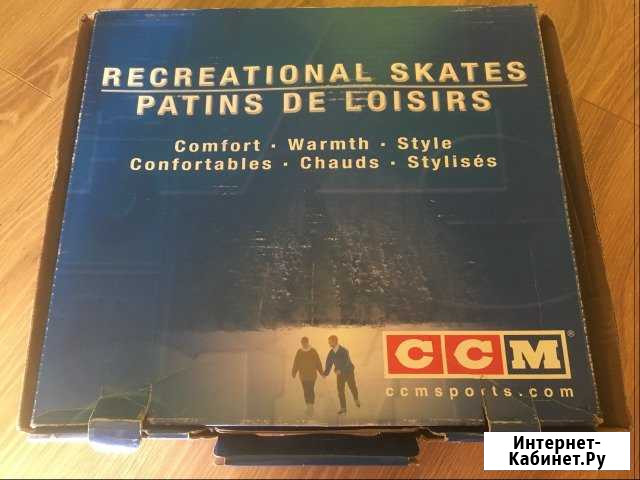 RECREATIONAL SKATES
PATINS DE LOISIRS
Comfort · Warmth · Style
Confortables · Chauds · Stylisés
CCM®
ccmsports.com
Интернет-
Кабинет.Ру